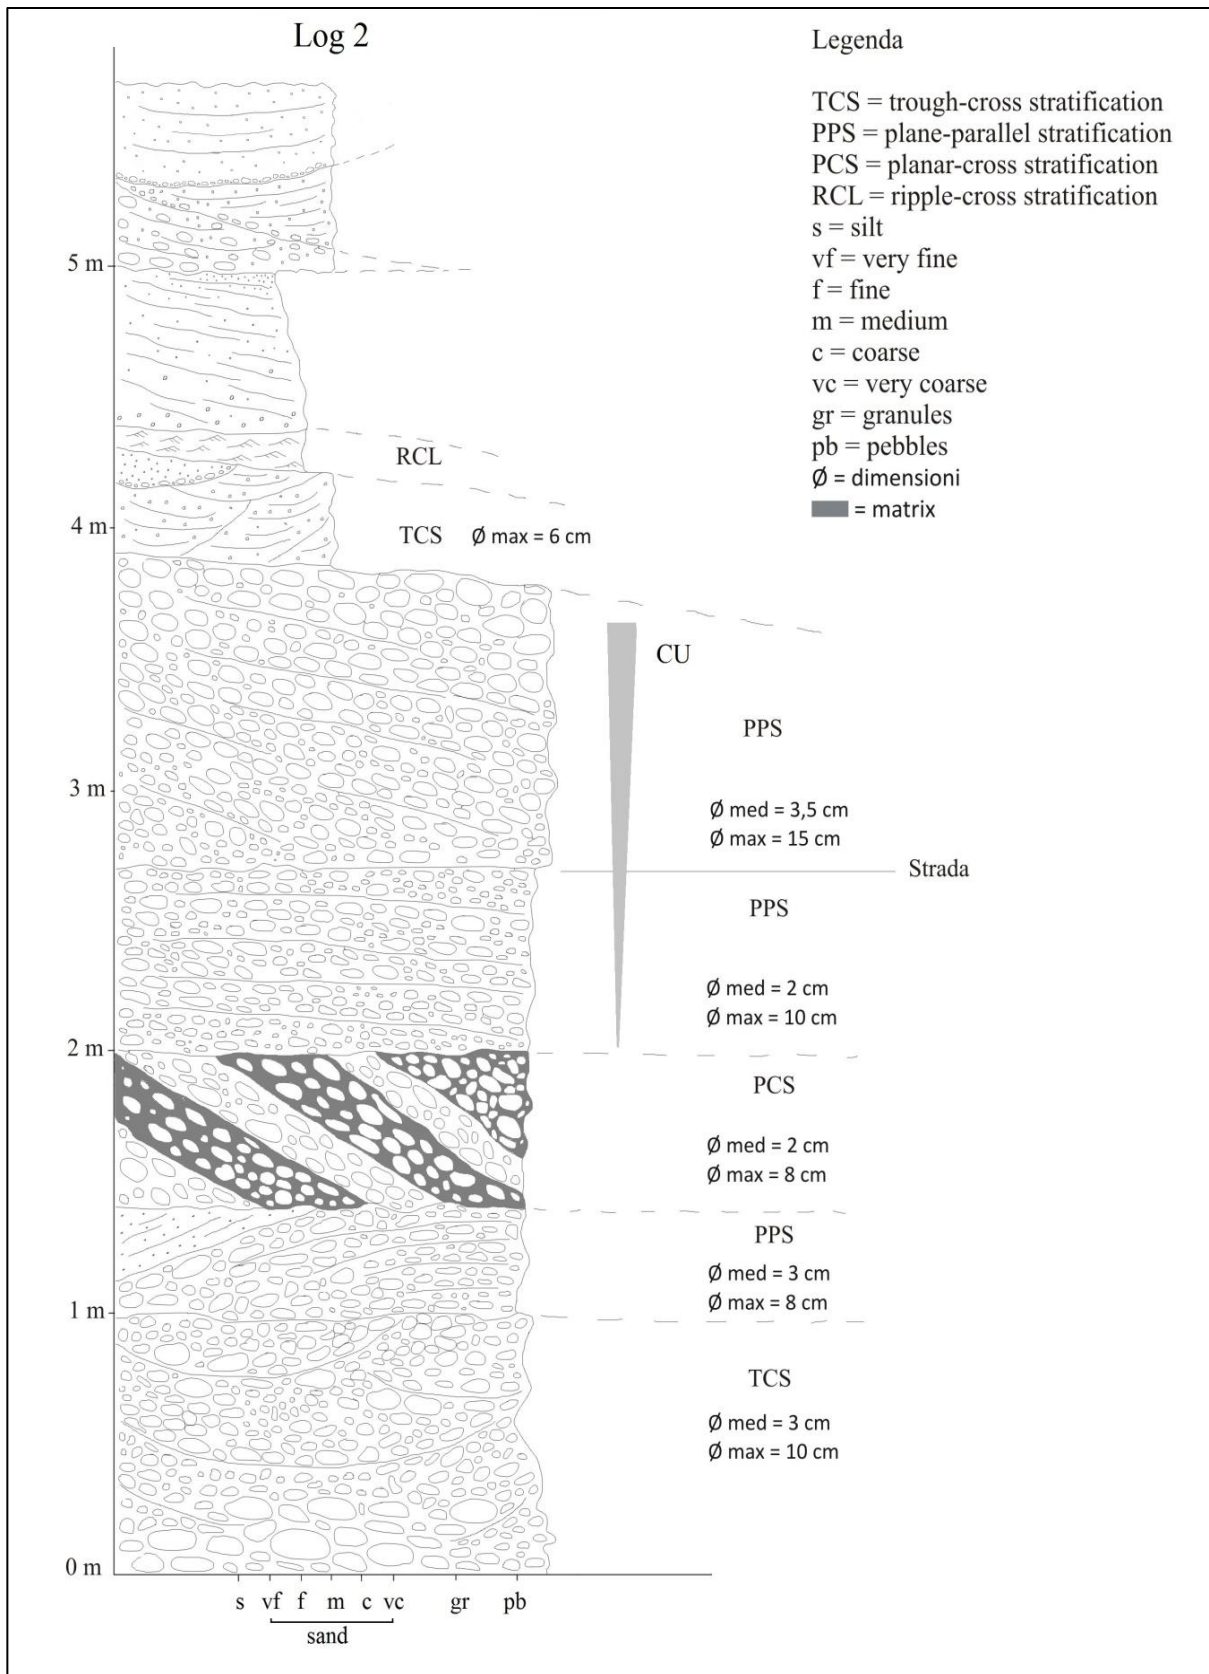 Log 2
Legenda
TCS = trough-cross stratification
PPS = plane-parallel stratification
PCS = planar-cross stratification
RCL = ripple-cross stratification
s = silt
vf = very fine
f = fine
m = medium
c = coarse
vc = very coarse
gr = granules
pb = pebbles
Ø = dimensioni
= matrix
5 m
RCL
4 m
TCS Ø max = 6 cm
CU
PPS
3 m
Ø med = 3,5 cm
Ø max = 15 cm
Strada
PPS
Ø med = 2 cm
Ø max = 10 cm
2 m
PCS
Ø med = 2 cm
Ø max = 8 cm
PPS
Ø med = 3 cm
Ø max = 8 cm
1 m
TCS
Ø med = 3 cm
Ø max = 10 cm
0 m
s vf f m c vc gr pb
sand